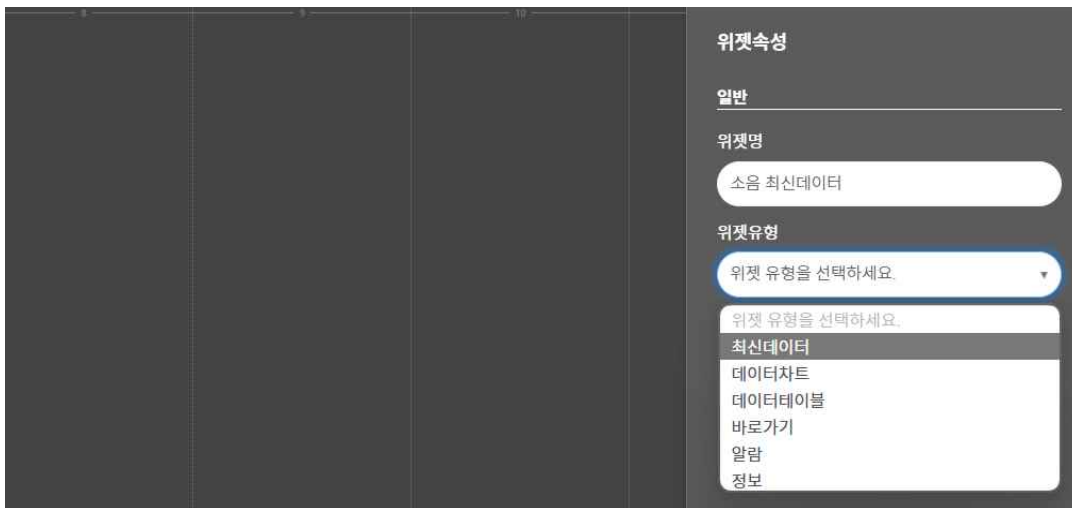 8
9
10
위젯속성
일반
위젯명
소음 최신데이터
위젯유형
위젯 유형을 선택하세요.
위젯 유형을 선택하세요.
최신데이터
데이터차트
데이터테이블
바로가기
알람
정보